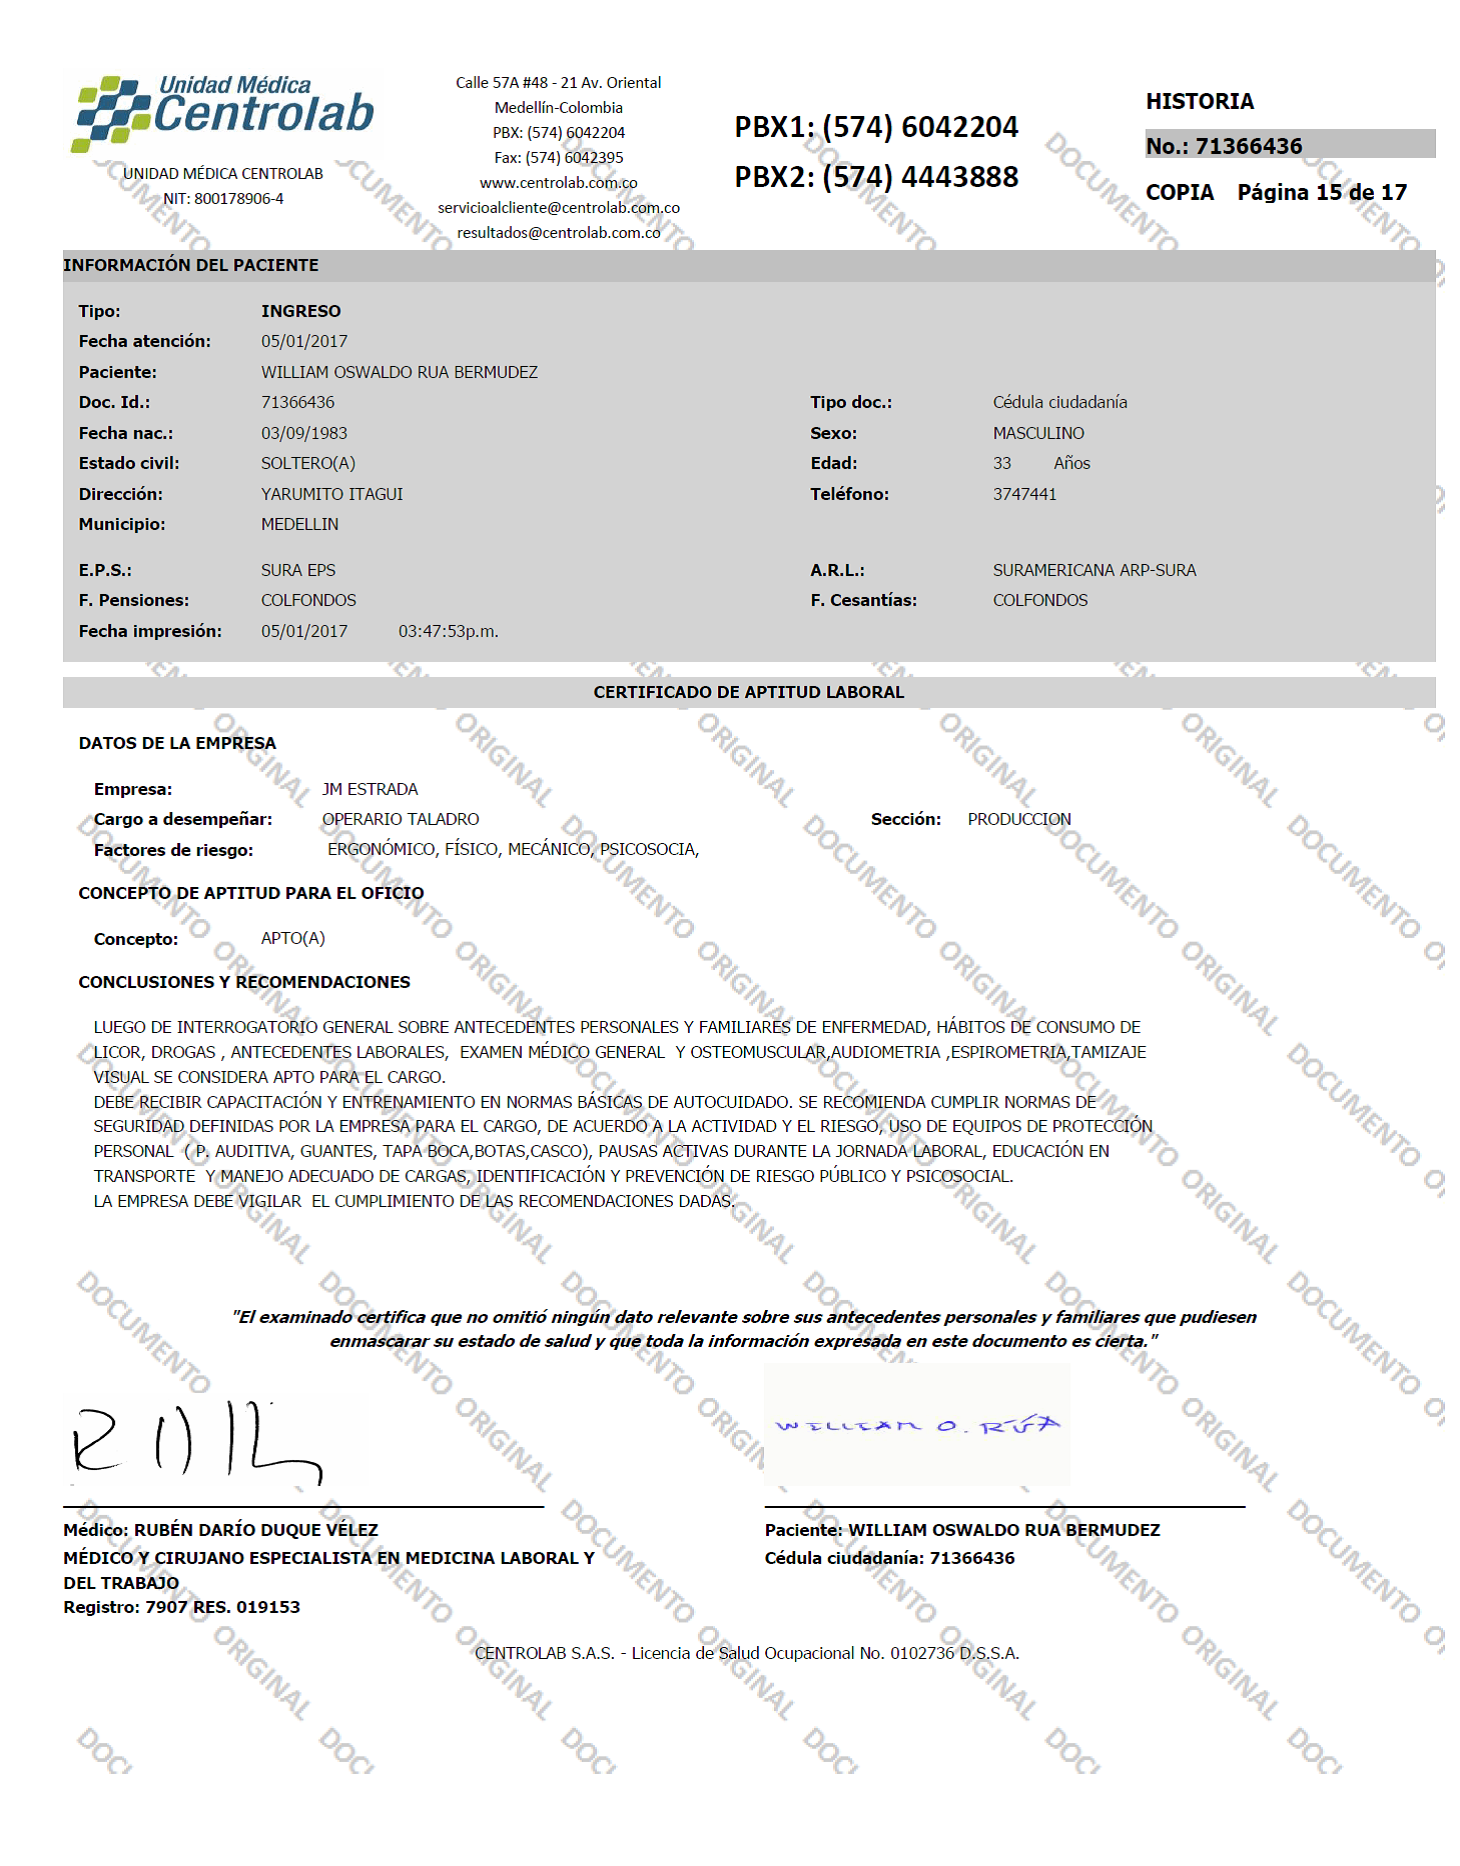 Unidad Médica
Centrolab
UNIDAD MÉDICA CENTROLAB
NIT: 800178906-4
Calle 57A #48 - 21 Av. Oriental
Medellín-Colombia
PBX: (574) 6042204
Fax: (574) 6042395
www.centrolab.com.co
servicioalcliente@centrolab.com.co
resultados@centrolab.com.co
PBX1: (574) 6042204
PBX2: (574) 4443888
HISTORIA
No.: 71366436
COPIA Página 15 de 17
INFORMACIÓN DEL PACIENTE
Tipo: INGRESO
Fecha atención: 05/01/2017
Paciente: WILLIAM OSWALDO RUA BERMUDEZ
Doc. Id.: 71366436 Tipo doc.: Cédula ciudadanía
Fecha nac.: 03/09/1983 Sexo: MASCULINO
Estado civil: SOLTERO(A) Edad: 33 Años
Dirección: YARUMITO ITAGUI Teléfono: 3747441
Municipio: MEDELLIN
E.P.S.: SURA EPS A.R.L.: SURAMERICANA ARP-SURA
F. Pensiones: COLFONDOS F. Cesantías: COLFONDOS
Fecha impresión: 05/01/2017 03:47:53p.m.
CERTIFICADO DE APTITUD LABORAL
DATOS DE LA EMPRESA
Empresa: JM ESTRADA
Cargo a desempeñar: OPERARIO TALADRO Sección: PRODUCCION
Factores de riesgo: ERGONÓMICO, FÍSICO, MECÁNICO, PSICOSOCIA,
CONCEPTO DE APTITUD PARA EL OFICIO
Concepto: APTO(A)
CONCLUSIONES Y RECOMENDACIONES
LUEGO DE INTERROGATORIO GENERAL SOBRE ANTECEDENTES PERSONALES Y FAMILIARES DE ENFERMEDAD, HÁBITOS DE CONSUMO DE
LICOR, DROGAS , ANTECEDENTES LABORALES, EXAMEN MÉDICO GENERAL Y OSTEOMUSCULAR,AUDIOMETRIA ,ESPIROMETRIA,TAMIZAJE
VISUAL SE CONSIDERA APTO PARA EL CARGO.
DEBE RECIBIR CAPACITACIÓN Y ENTRENAMIENTO EN NORMAS BÁSICAS DE AUTOCUIDADO. SE RECOMIENDA CUMPLIR NORMAS DE
SEGURIDAD DEFINIDAS POR LA EMPRESA PARA EL CARGO, DE ACUERDO A LA ACTIVIDAD Y EL RIESGO, USO DE EQUIPOS DE PROTECCIÓN
PERSONAL ( P. AUDITIVA, GUANTES, TAPA BOCA,BOTAS,CASCO), PAUSAS ACTIVAS DURANTE LA JORNADA LABORAL, EDUCACIÓN EN
TRANSPORTE Y MANEJO ADECUADO DE CARGAS, IDENTIFICACIÓN Y PREVENCIÓN DE RIESGO PÚBLICO Y PSICOSOCIAL.
LA EMPRESA DEBE VIGILAR EL CUMPLIMIENTO DE LAS RECOMENDACIONES DADAS.
"El examinado certifica que no omitió ningún dato relevante sobre sus antecedentes personales y familiares que pudiesen
enmascarar su estado de salud y que toda la información expresada en este documento es cierta."
WILLIAM O. RÚA
Médico: RUBÉN DARÍO DUQUE VÉLEZ
MÉDICO Y CIRUJANO ESPECIALISTA EN MEDICINA LABORAL Y
DEL TRABAJO
Registro: 7907 RES. 019153
Paciente: WILLIAM OSWALDO RUA BERMUDEZ
Cédula ciudadanía: 71366436
CENTROLAB S.A.S. - Licencia de Salud Ocupacional No. 0102736 D.S.S.A.
DOCUMENTO ORIGINAL